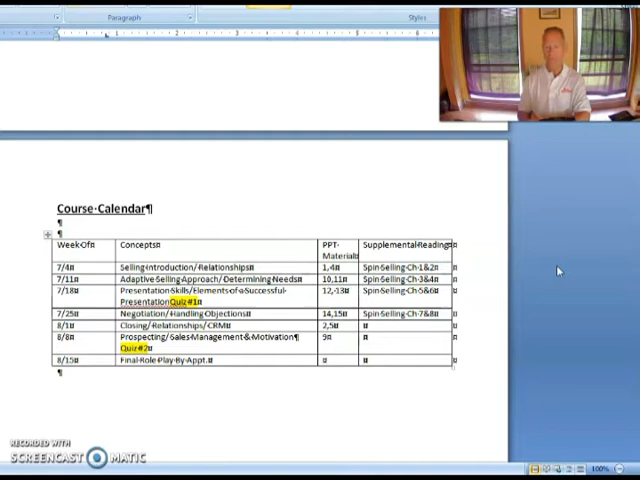 Paragraph
Styles
Course·Calendar¶
¶
¶
Week·Of¤ Concepts¤ PPT· Supplemental·Reading¤
Material¤
7/4¤ Selling·Introduction/·Relationships¤ 1,·4¤ Spin·Selling·Ch·1&2¤
7/11¤ Adaptive·Selling·Approach/·Determining·Needs¤ 10,11¤ Spin·Selling·Ch·3&4¤
7/18¤ Presentation·Skills/Elements·of·a·Successful· 12,·13¤ Spin·Selling·Ch·5&6¤
Presentation·Quiz·#1¤
7/25¤ Negotiation/·Handling·Objections¤ 14,15¤ Spin·Selling·Ch·7&8¤
8/1¤ Closing/·Relationships/·CRM¤ 2,5¤ ¤
8/8¤ Prospecting/·Sales·Management·&·Motivation¶ 9¤ ¤
Quiz·#2¤
8/15¤ Final·Role·Play·By·Appt.¤ ¤ ¤
¶
RECORDED WITH
SCREENCAST MATIC
100%